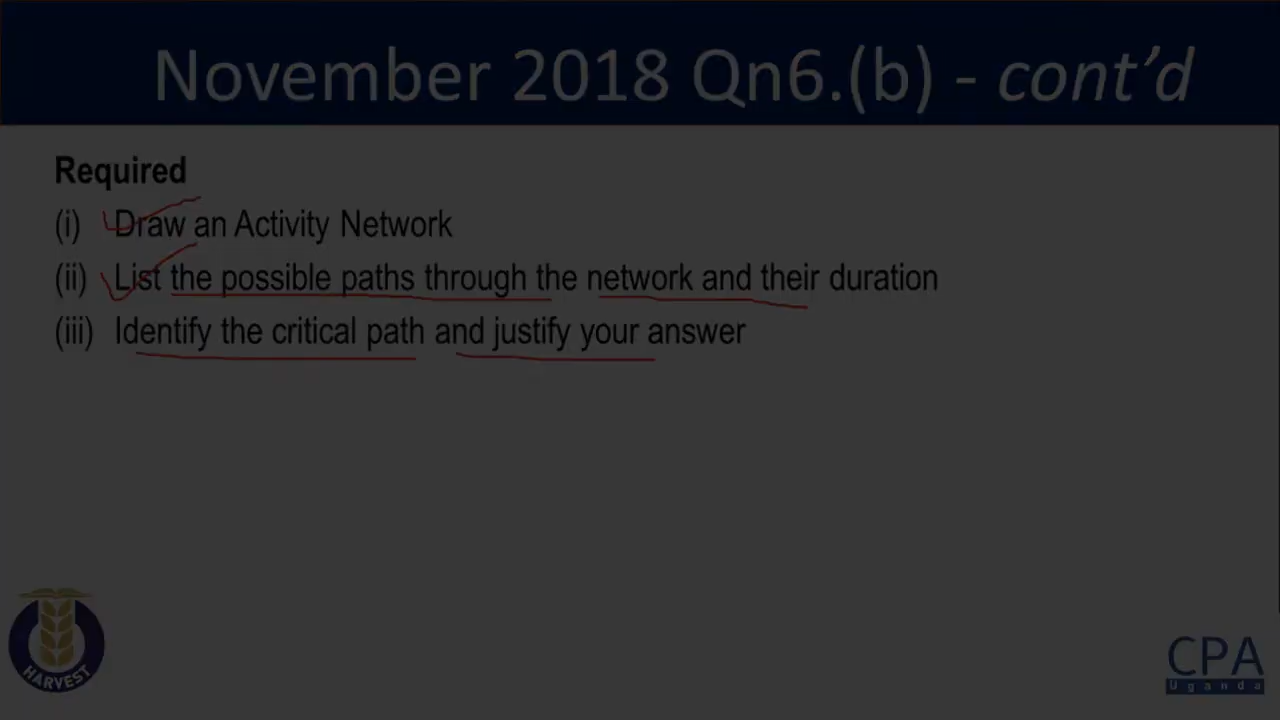 November 2018 Qn6.(b) - cont'd
Required
(i) Draw an Activity Network
(ii) List the possible paths through the network and their duration
(iii) Identify the critical path and justify your answer
HARVEST
CPA
Uganda